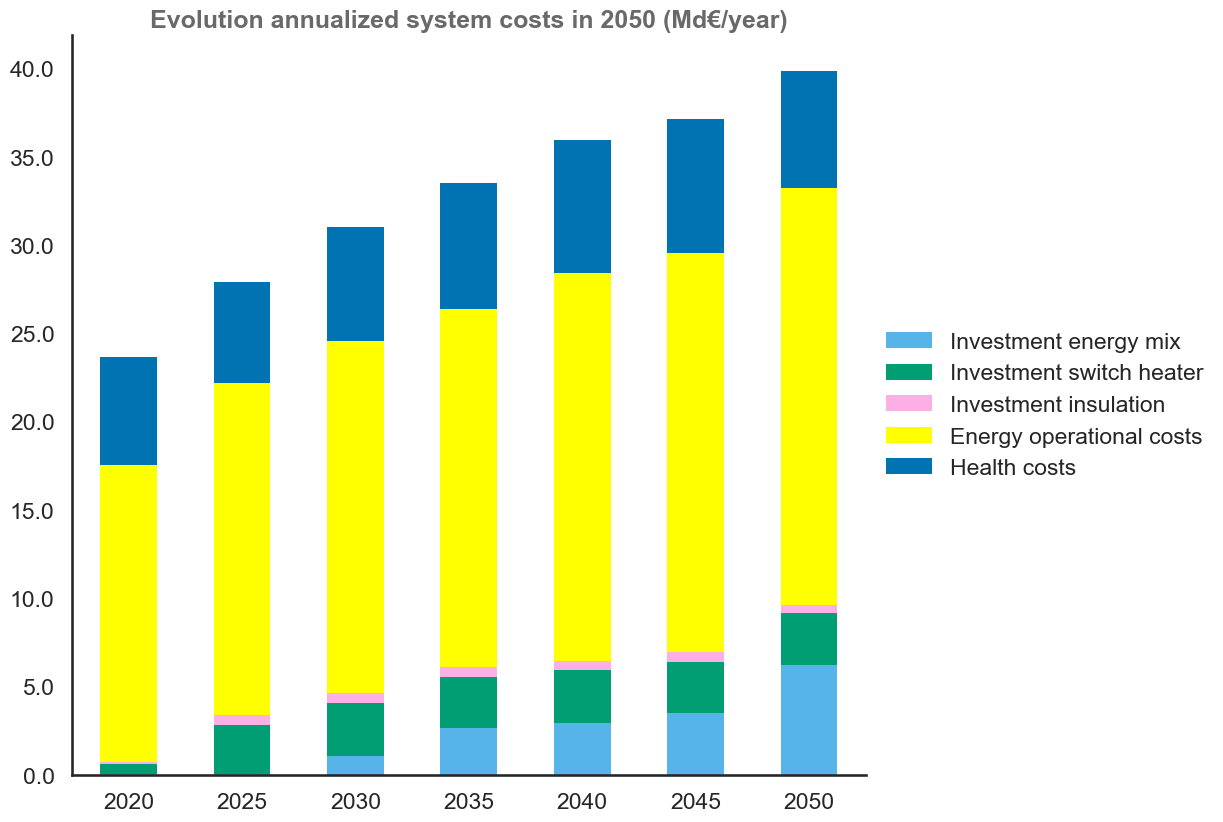 Evolution annualized system costs in 2050 (Md€/year)
40.0
35.0
30.0
25.0
20.0
15.0
10.0
5.0
0.0
2020 2025 2030 2035 2040 2045 2050
Investment energy mix
Investment switch heater
Investment insulation
Energy operational costs
Health costs